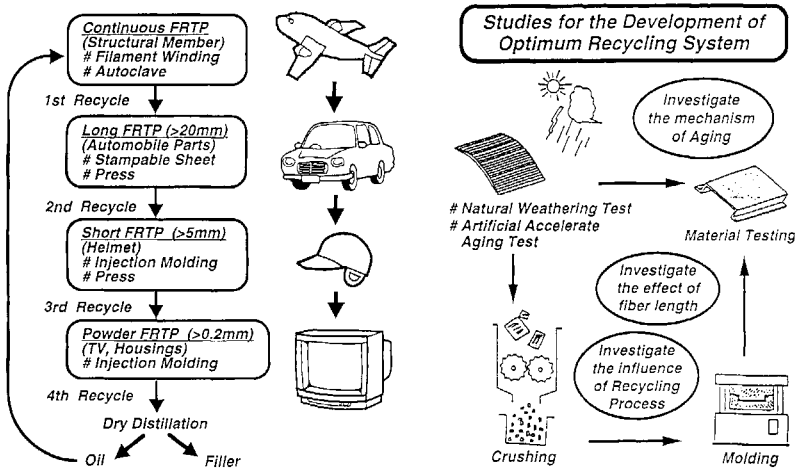 Continuous FRTP
(Structural Member)
# Filament Winding
# Autoclave
1st Recycle
Long FRTP (>20mm)
(Automobile Parts)
# Stampable Sheet
# Press
2nd Recycle
Short FRTP (>5mm)
(Helmet)
# Injection Molding
# Press
3rd Recycle
Powder FRTP (>0.2mm)
(TV, Housings)
# Injection Molding
4th Recycle
Dry Distillation
Oil
Filler
Studies for the Development of
Optimum Recycling System
Investigate
the mechanism
of Aging
# Natural Weathering Test
# Artificial Accelerate
Aging Test
Material Testing
Investigate
the effect of
fiber length
Investigate
the influence
of Recycling
Process
Crushing
Molding